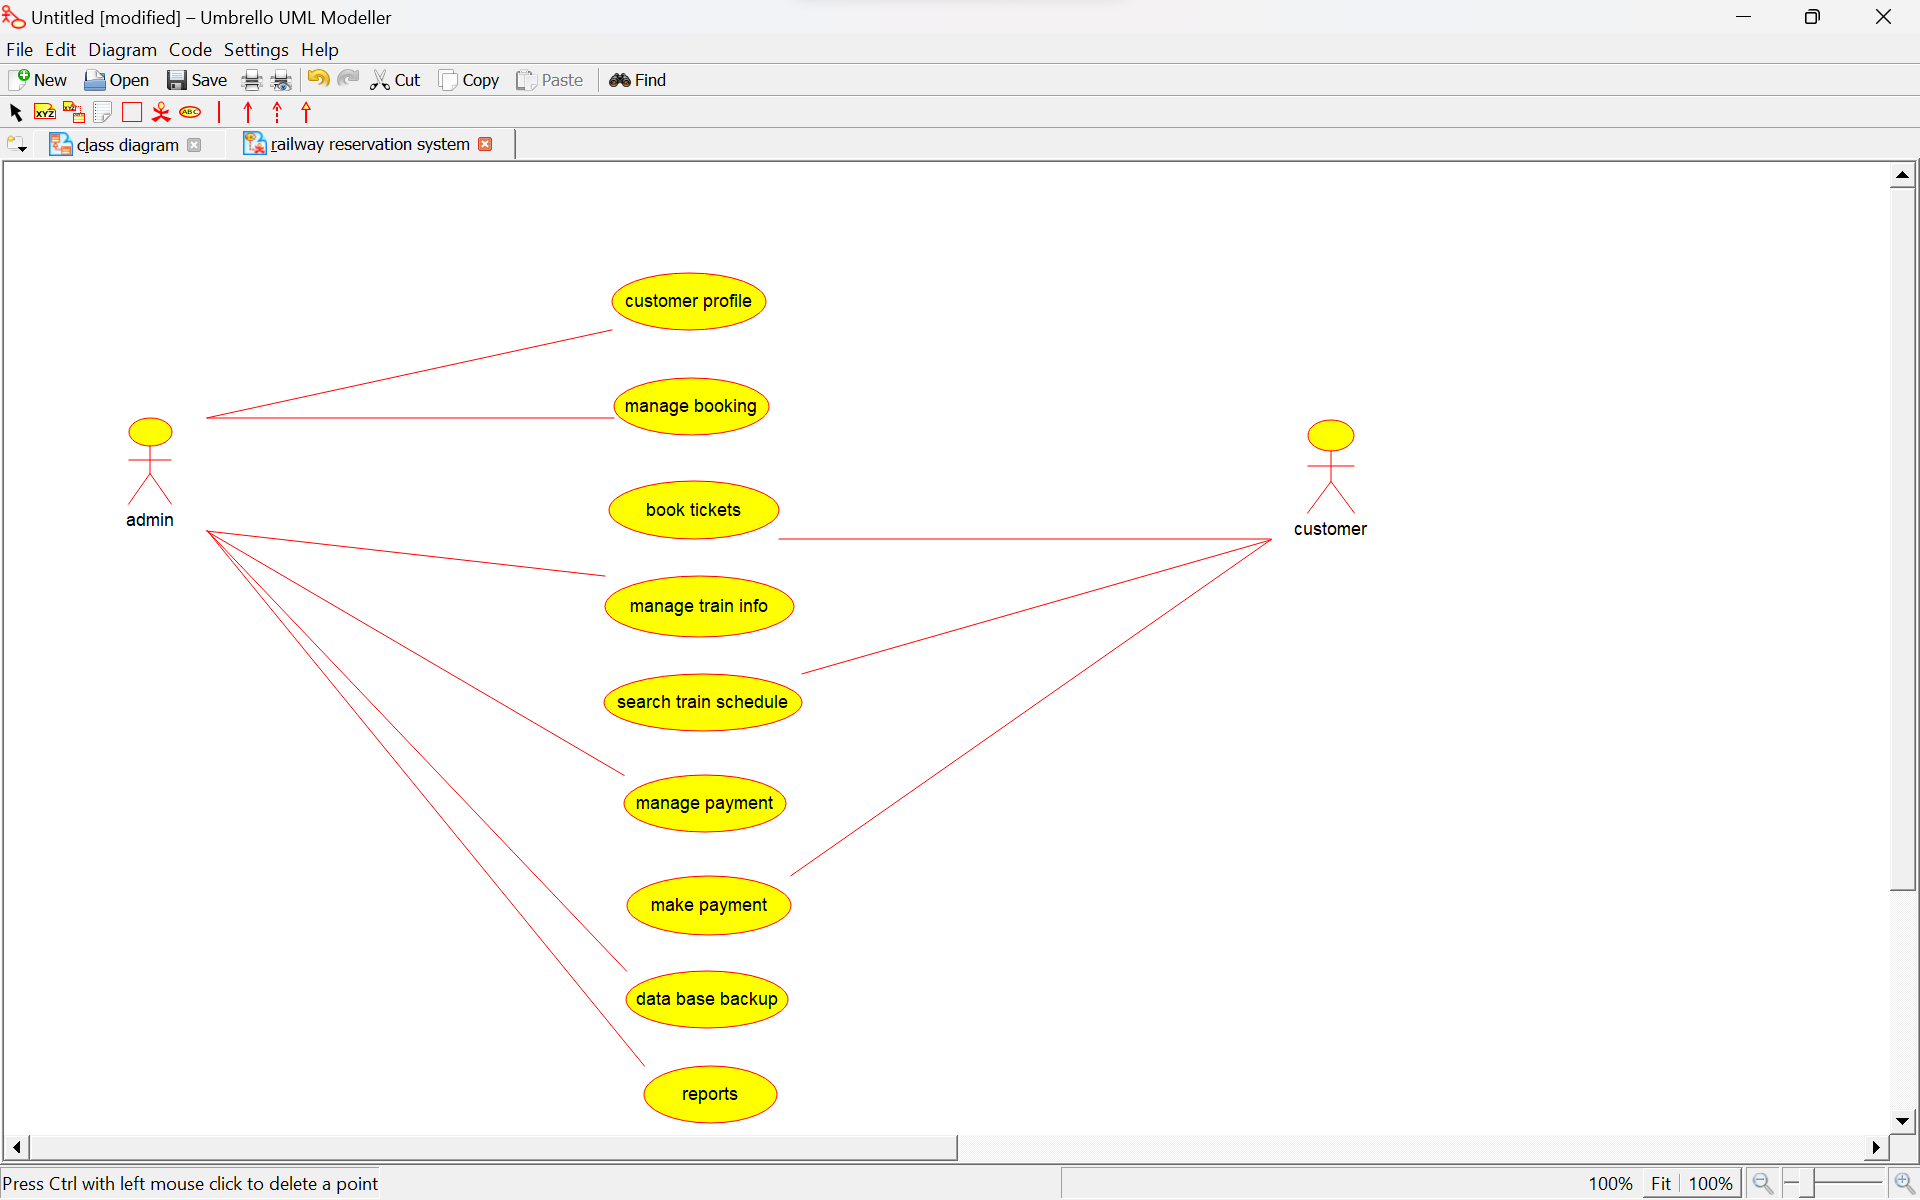 Untitled [modified] – Umbrello UML Modeller
File Edit Diagram Code Settings Help
New Open Save Cut Copy Paste Find
XYZ XYZ ABC
class diagram railway reservation system
customer profile
manage booking
book tickets
admin
customer
manage train info
search train schedule
manage payment
make payment
data base backup
reports
Press Ctrl with left mouse click to delete a point 100% Fit 100%